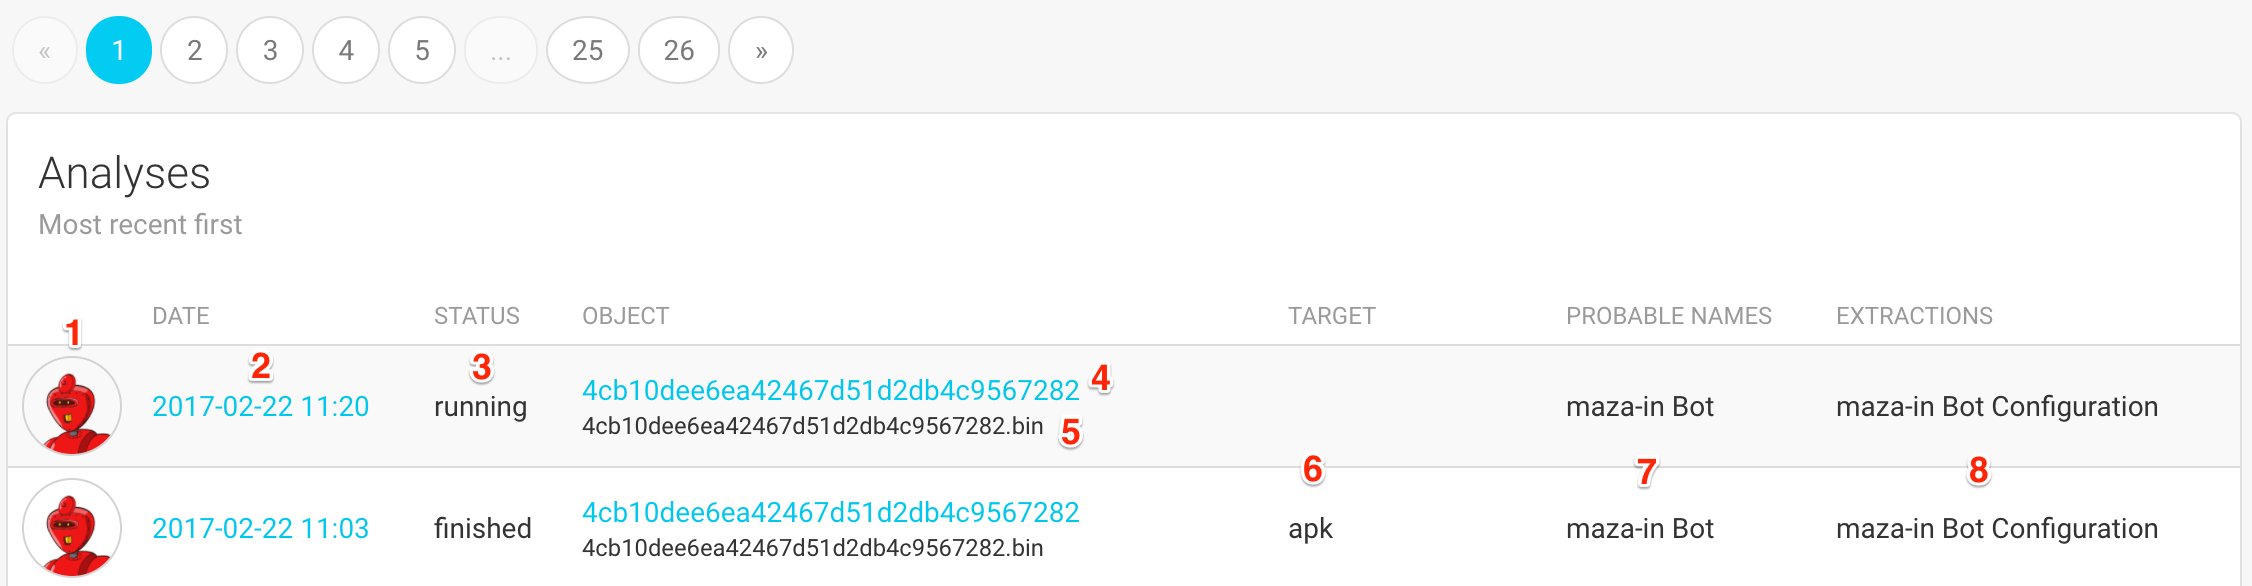 « 1 2 3 4 5 ... 25 26 »
Analyses
Most recent first
DATE STATUS OBJECT TARGET PROBABLE NAMES EXTRACTIONS
1 2 3 4
2017-02-22 11:20 running 4cb10dee6ea42467d51d2db4c9567282 maza-in Bot maza-in Bot Configuration
4cb10dee6ea42467d51d2db4c9567282.bin 5
6 7 8
2017-02-22 11:03 finished 4cb10dee6ea42467d51d2db4c9567282 apk maza-in Bot maza-in Bot Configuration
4cb10dee6ea42467d51d2db4c9567282.bin